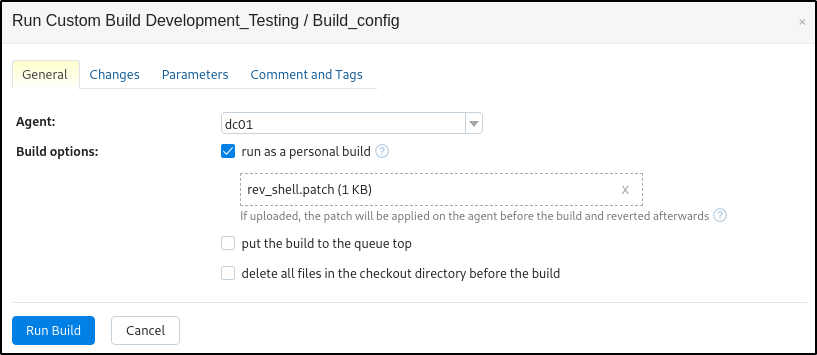 Run Custom Build Development_Testing / Build_config ×
General Changes Parameters Comment and Tags
Agent: dc01
Build options: run as a personal build ?
rev_shell.patch (1 KB) x
If uploaded, the patch will be applied on the agent before the build and reverted afterwards ?
put the build to the queue top
delete all files in the checkout directory before the build
Run Build Cancel